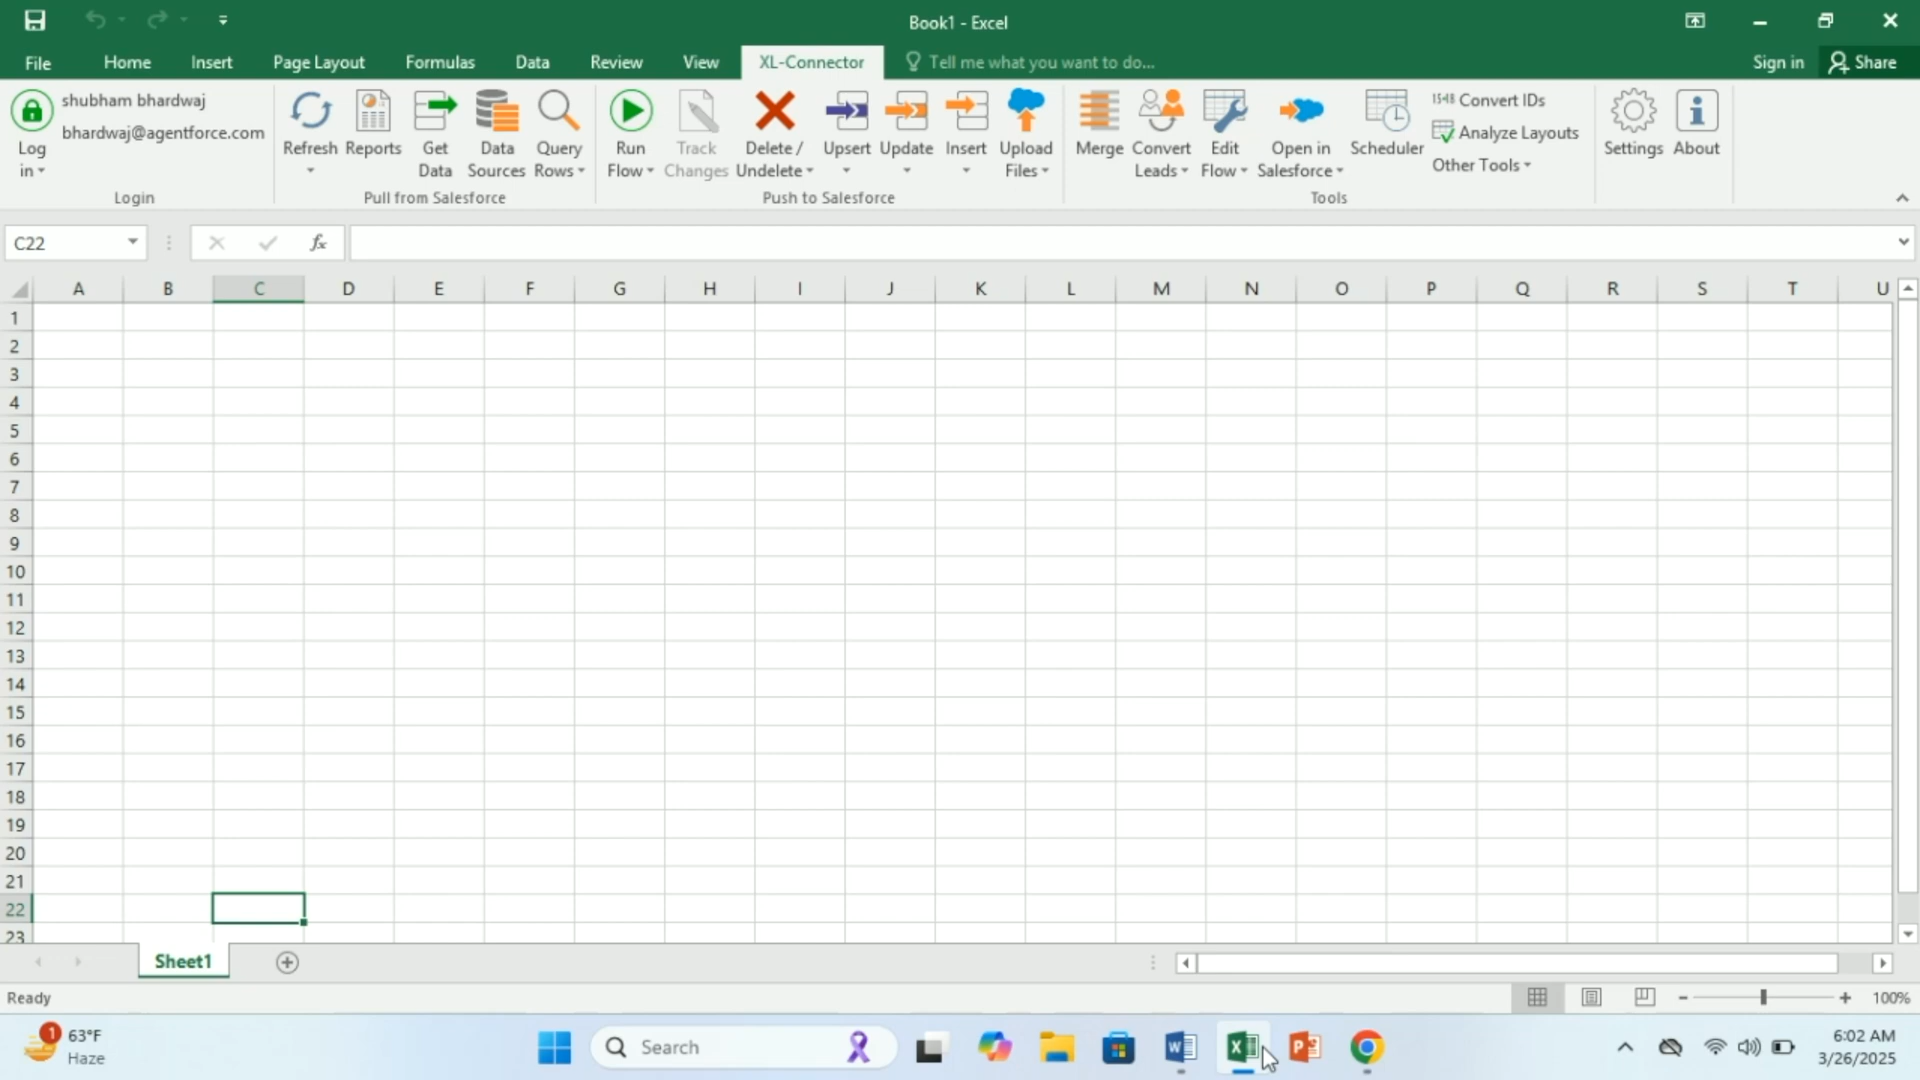 Book1 - Excel
File Home Insert Page Layout Formulas Data Review View XL-Connector Tell me what you want to do... Sign in Share
shubham bhardwaj
bhardwaj@agentforce.com
Log in
Refresh
Reports
Get Data
Data Sources
Query Rows
Run Flow
Track Changes
Delete / Undelete
Upsert
Update
Insert
Upload Files
Merge
Convert Leads
Edit Flow
Open in Salesforce
Scheduler
Convert IDs
Analyze Layouts
Other Tools
Settings
About
Login Pull from Salesforce Push to Salesforce Tools
C22 fx
A B C D E F G H I J K L M N O P Q R S T U
1
2
3
4
5
6
7
8
9
10
11
12
13
14
15
16
17
18
19
20
21
22
23
Sheet1
Ready 100%
1 63°F
Haze
Search
6:02 AM
3/26/2025